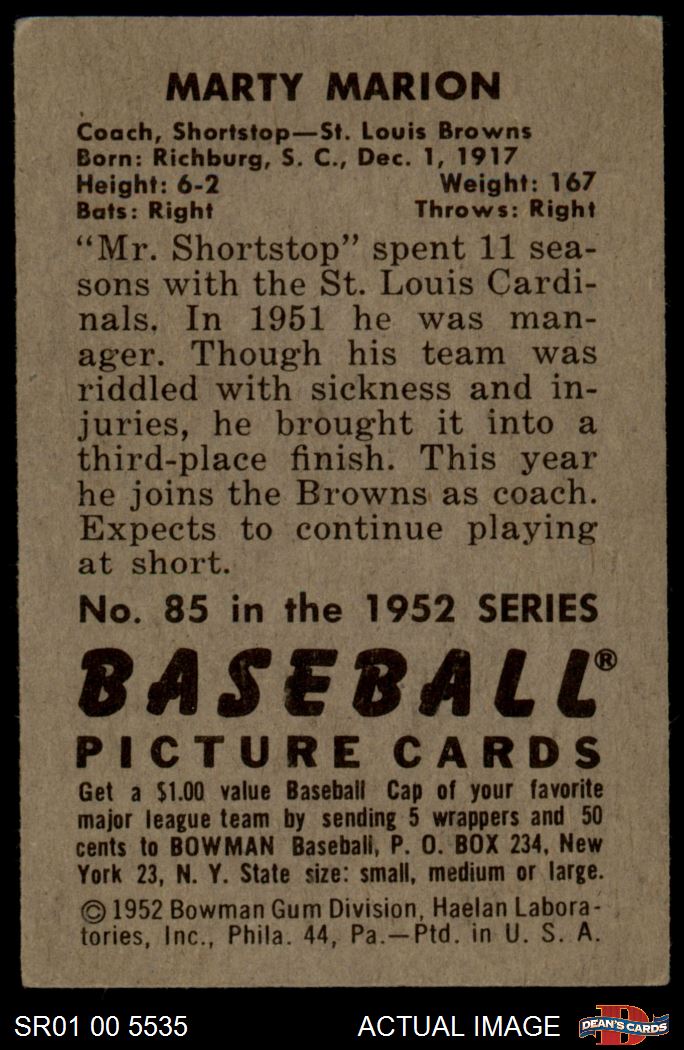 MARTY MARION
Coach, Shortstop—St. Louis Browns
Born: Richburg, S. C., Dec. 1, 1917
Height: 6-2 Weight: 167
Bats: Right Throws: Right
“Mr. Shortstop” spent 11 sea-
sons with the St. Louis Cardi-
nals. In 1951 he was man-
ager. Though his team was
riddled with sickness and in-
juries, he brought it into a
third-place finish. This year
he joins the Browns as coach.
Expects to continue playing
at short.
No. 85 in the 1952 SERIES
BASEBALL®
PICTURE CARDS
Get a $1.00 value Baseball Cap of your favorite
major league team by sending 5 wrappers and 50
cents to BOWMAN Baseball, P. O. BOX 234, New
York 23, N. Y. State size: small, medium or large.
© 1952 Bowman Gum Division, Haelan Labora-
tories, Inc., Phila. 44, Pa.—Ptd. in U. S. A.
SR01 00 5535 ACTUAL IMAGE DEAN'S CARDS